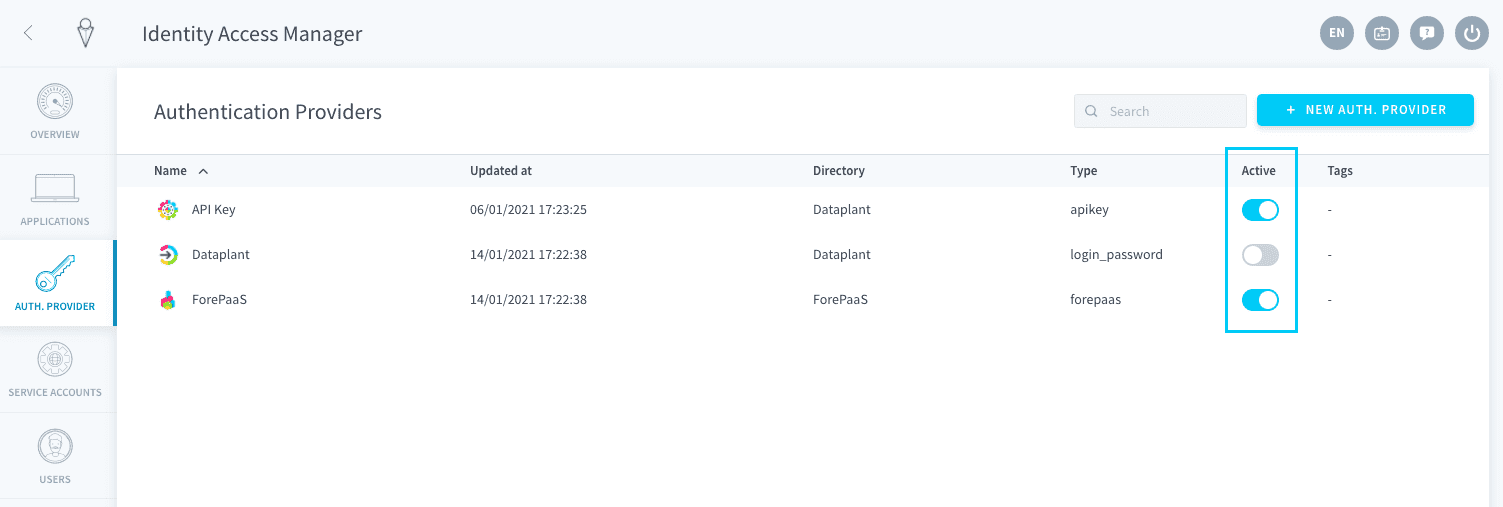 Identity Access Manager
EN
OVERVIEW
APPLICATIONS
AUTH. PROVIDER
SERVICE ACCOUNTS
USERS
Authentication Providers
Search
+ NEW AUTH. PROVIDER
Name Updated at Directory Type Active Tags
API Key 06/01/2021 17:23:25 Dataplant apikey -
Dataplant 14/01/2021 17:22:38 Dataplant login_password -
ForePaaS 14/01/2021 17:22:38 ForePaaS forepaas -